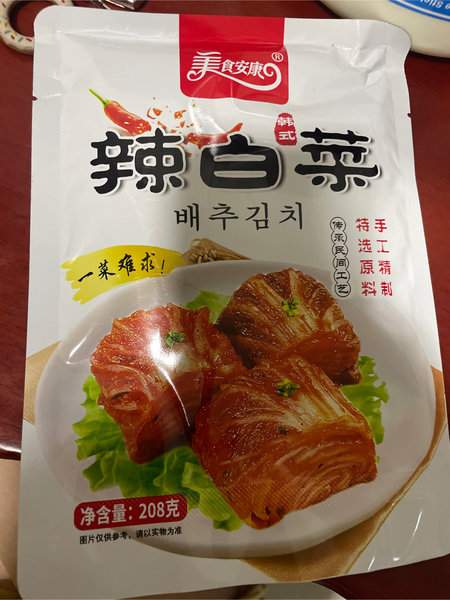 美食安康®
韩式
辣白菜
배추김치
一菜难求！
手工精制
特选原料
传承民间工艺
净含量：208克
图片仅供参考，请以实物为准